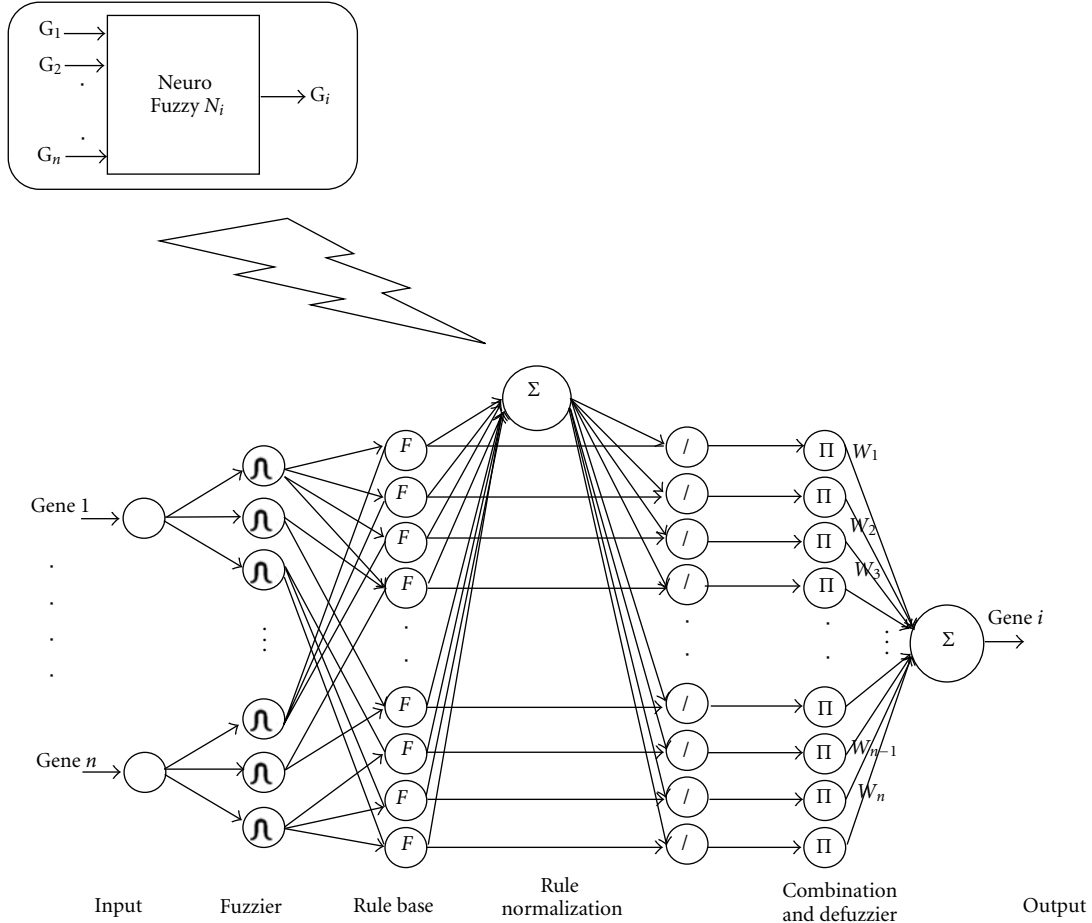 G1
G2
.
.
Gn
Neuro
Fuzzy Ni
Gi
Σ
F
F
F
F
.
.
F
F
F
F
/
/
/
/
.
.
/
/
/
/
Π
Π
Π
Π
.
.
Π
Π
Π
Π
W1
W2
W3
Wn−1
Wn
Gene 1
.
.
.
.
Gene n
⋮
⋮
Σ
Gene i
Input
Fuzzier
Rule base
Rule
normalization
Combination
and defuzzier
Output